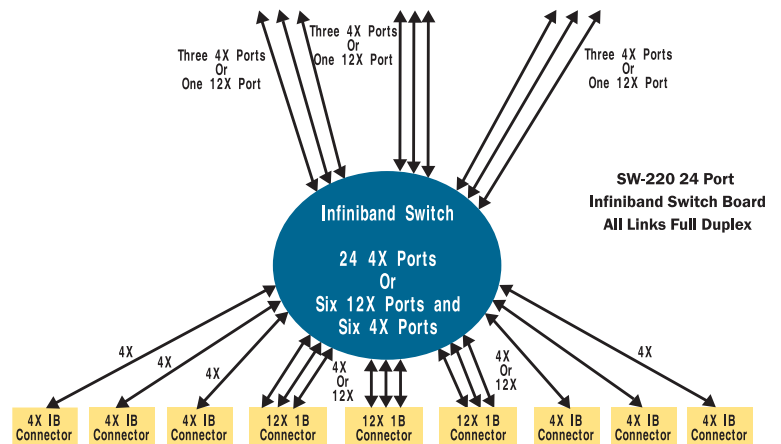 Three 4X Ports
Or
One 12X Port
Three 4X Ports
Or
One 12X Port
Three 4X Ports
Or
One 12X Port
SW-220 24 Port
Infiniband Switch Board
All Links Full Duplex
Infiniband Switch
24 4X Ports
Or
Six 12X Ports and
Six 4X Ports
4X
4X
4X
4X
Or
12X
4X
Or
12X
4X
4X IB
Connector
4X IB
Connector
4X IB
Connector
12X 1B
Connector
12X 1B
Connector
12X 1B
Connector
4X IB
Connector
4X IB
Connector
4X IB
Connector